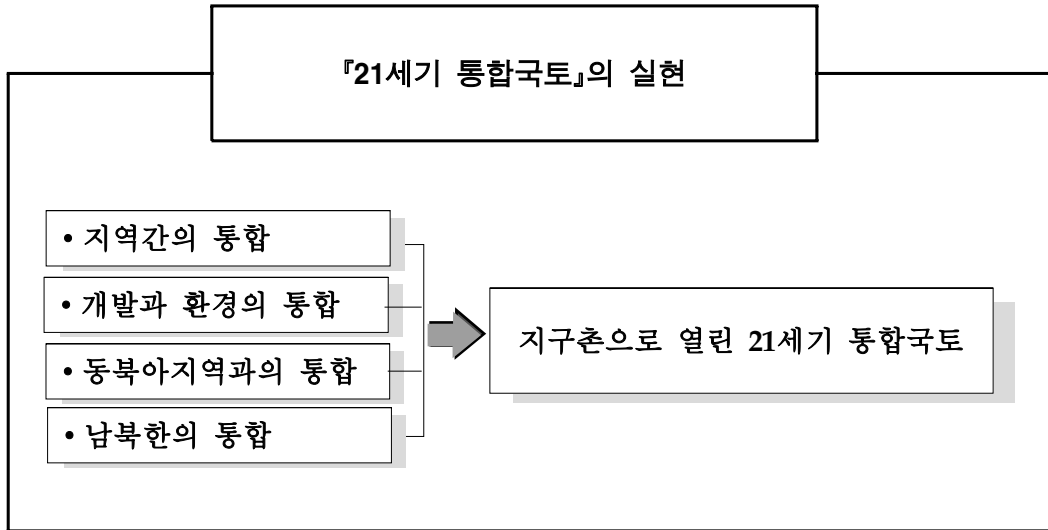 『21세기 통합국토』의 실현
• 지역간의 통합
• 개발과 환경의 통합
• 동북아지역과의 통합
• 남북한의 통합
지구촌으로 열린 21세기 통합국토